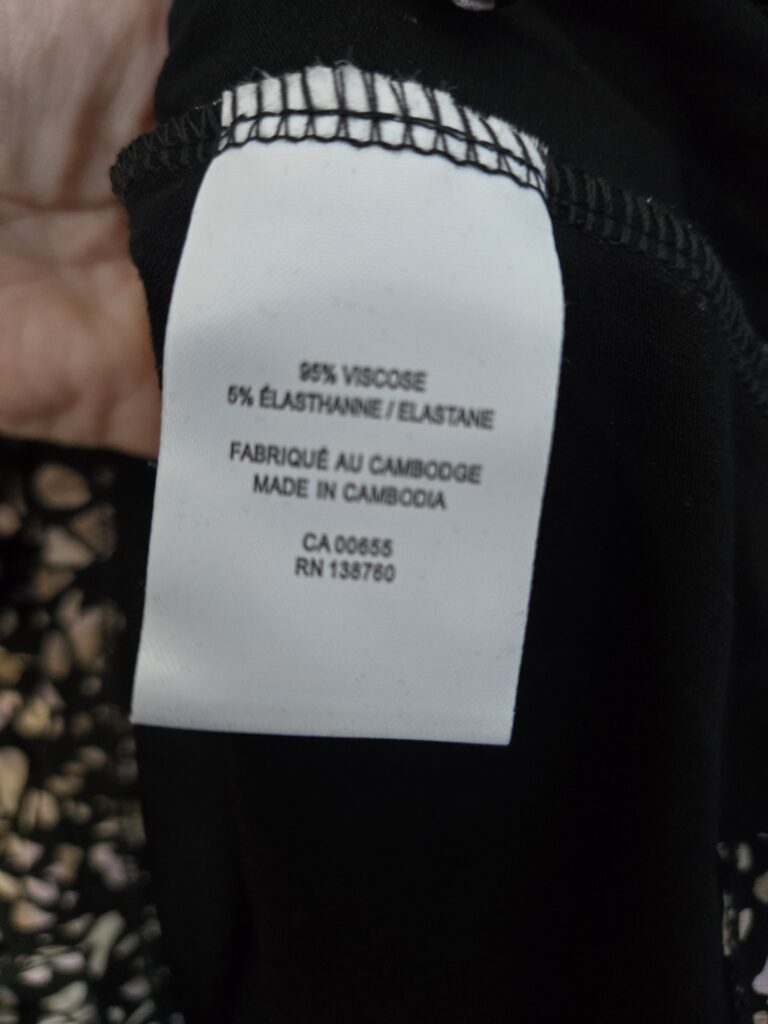 95% VISCOSE
5% ÉLASTHANNE / ELASTANE
FABRIQUÉ AU CAMBODGE
MADE IN CAMBODIA
CA 00655
RN 138760